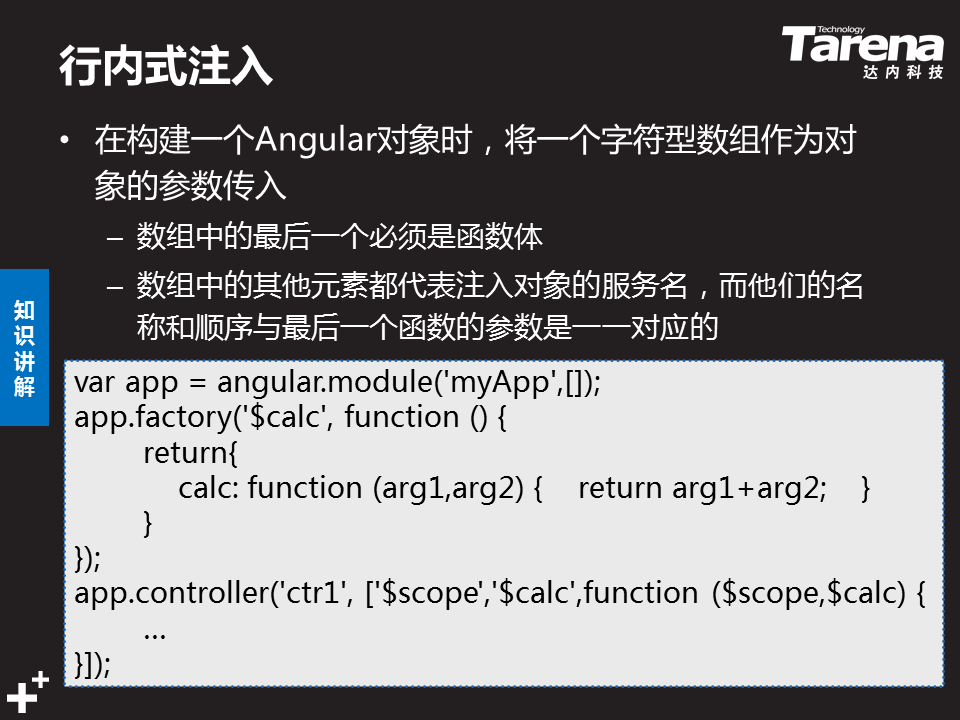 行内式注入
Technology
Tarena
达内科技
• 在构建一个Angular对象时，将一个字符型数组作为对
象的参数传入
– 数组中的最后一个必须是函数体
– 数组中的其他元素都代表注入对象的服务名，而他们的名
称和顺序与最后一个函数的参数是一一对应的
知
识
讲
解
var app = angular.module('myApp',[]);
app.factory('$calc', function () {
return{
calc: function (arg1,arg2) { return arg1+arg2; }
}
});
app.controller('ctr1', ['$scope','$calc',function ($scope,$calc) {
…
}]);